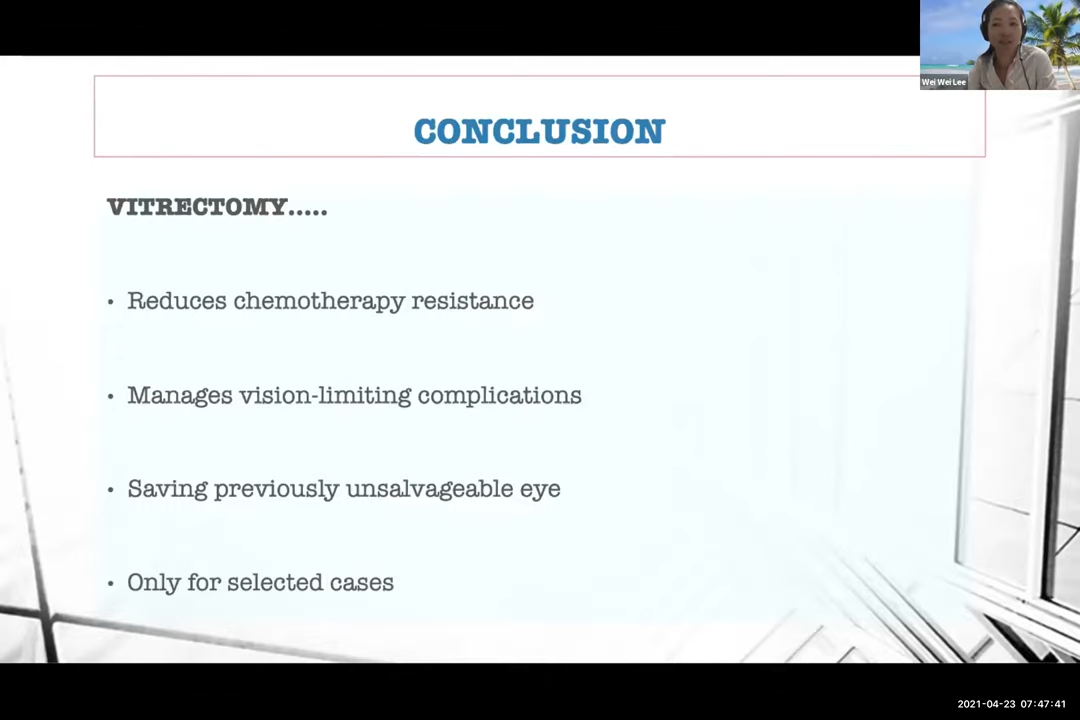 Wei Wei Lee
CONCLUSION
VITRECTOMY.....
• Reduces chemotherapy resistance
• Manages vision-limiting complications
• Saving previously unsalvageable eye
• Only for selected cases
2021-04-23 07:47:41